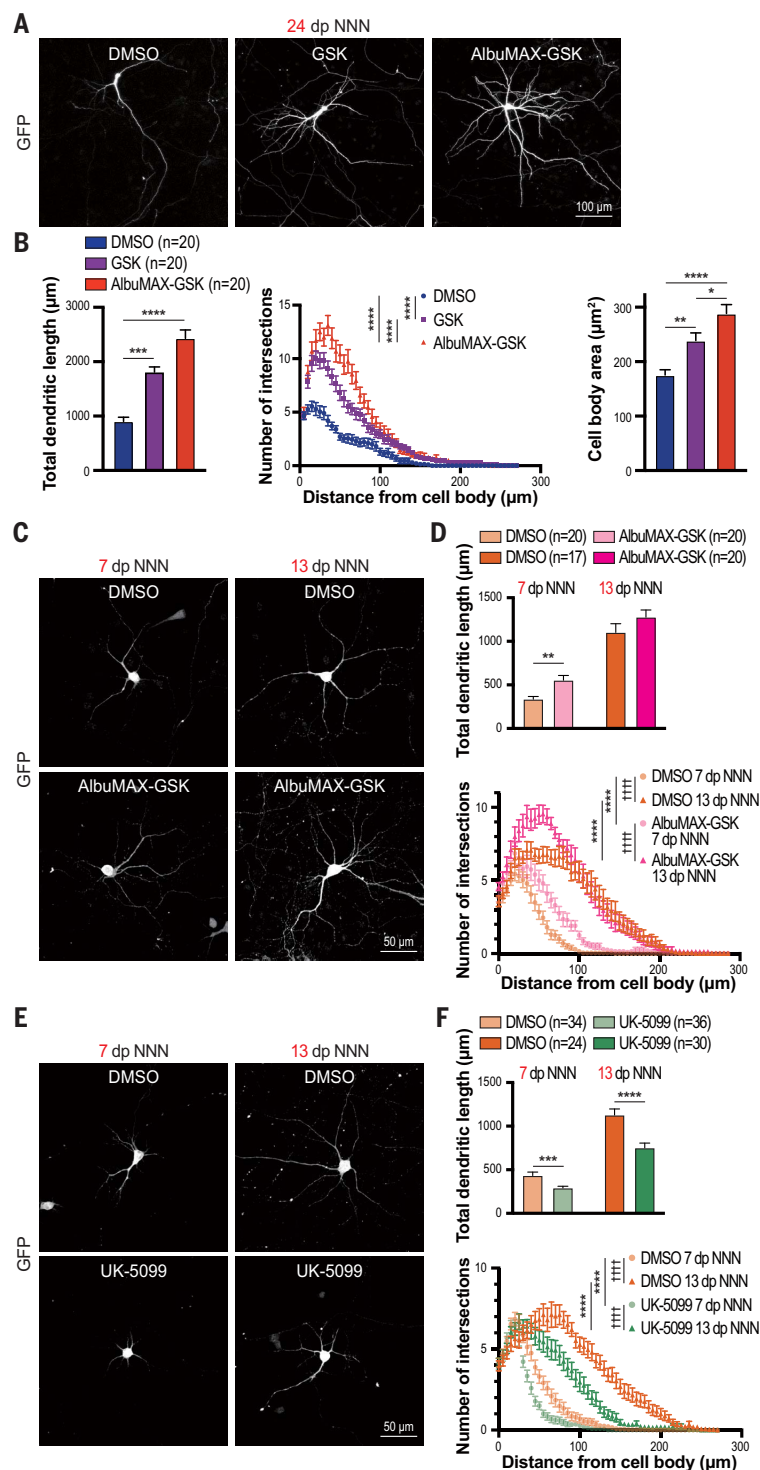 A
24 dp NNN
DMSO
GSK
AlbuMAX-GSK
GFP
100 µm
B
DMSO (n=20)
GSK (n=20)
AlbuMAX-GSK (n=20)
Total dendritic length (µm)
3000
2000
1000
0
****
***
Number of intersections
15
10
5
0
0
100
200
300
Distance from cell body (µm)
****
****
****
DMSO
GSK
AlbuMAX-GSK
Cell body area (µm²)
300
200
100
0
****
**
*
C
7 dp NNN
13 dp NNN
DMSO
DMSO
GFP
AlbuMAX-GSK
AlbuMAX-GSK
50 µm
D
DMSO (n=20)
AlbuMAX-GSK (n=20)
DMSO (n=17)
AlbuMAX-GSK (n=20)
7 dp NNN
13 dp NNN
Total dendritic length (µm)
1500
1000
500
0
**
Number of intersections
10
5
0
0
100
200
300
Distance from cell body (µm)
****
****
††††
††††
DMSO 7 dp NNN
DMSO 13 dp NNN
AlbuMAX-GSK
7 dp NNN
AlbuMAX-GSK
13 dp NNN
E
7 dp NNN
13 dp NNN
DMSO
DMSO
GFP
UK-5099
UK-5099
50 µm
F
DMSO (n=34)
UK-5099 (n=36)
DMSO (n=24)
UK-5099 (n=30)
7 dp NNN
13 dp NNN
Total dendritic length (µm)
1500
1000
500
0
***
****
Number of intersections
10
5
0
0
100
200
300
Distance from cell body (µm)
****
****
††††
††††
DMSO 7 dp NNN
DMSO 13 dp NNN
UK-5099 7 dp NNN
UK-5099 13 dp NNN